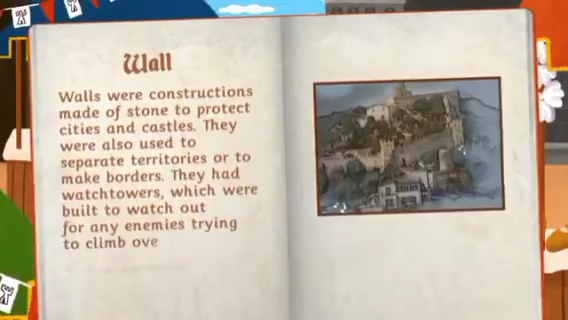 Wall
Walls were constructions
made of stone to protect
cities and castles. They
were also used to
separate territories or to
make borders. They had
watchtowers, which were
built to watch out
for any enemies trying
to climb ove